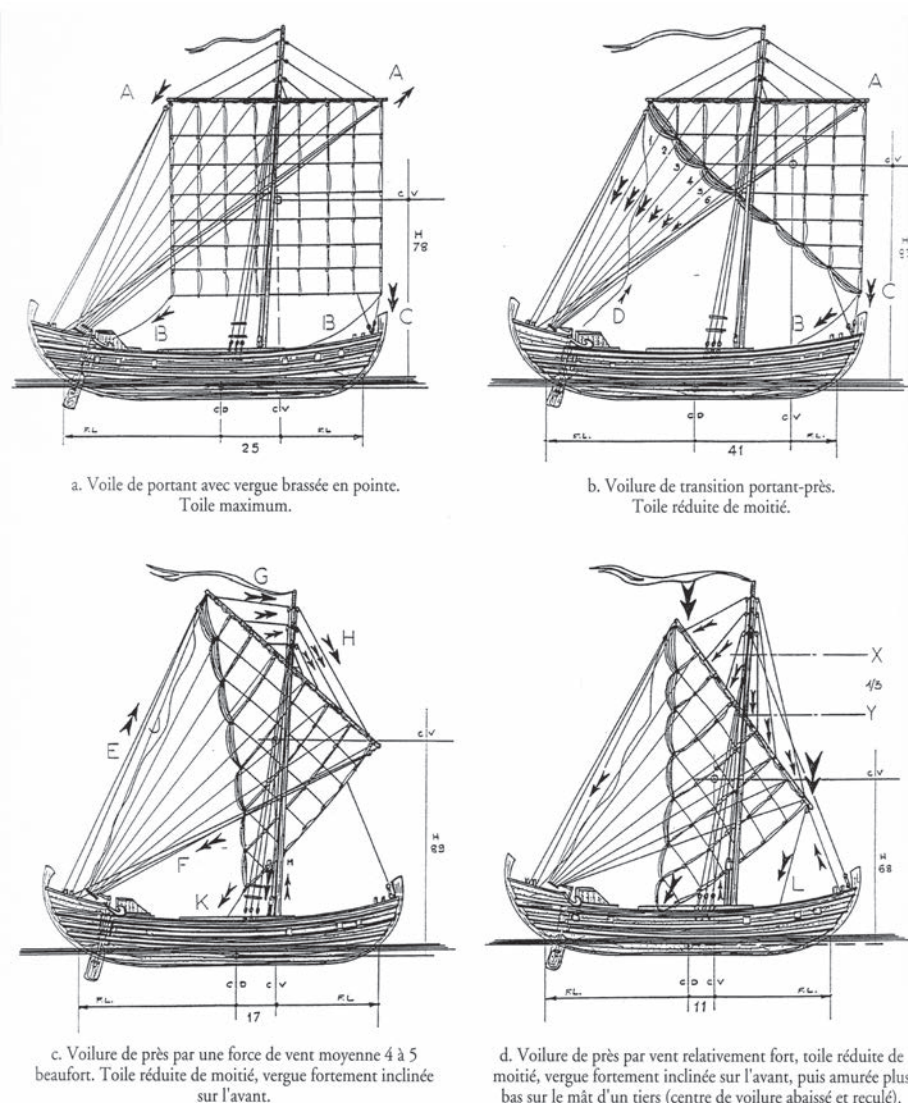 A
A
C V
H
78
B
B
C
C D
C V
F.L.
F.L.
25
a. Voile de portant avec vergue brassée en pointe.
Toile maximum.
A
1
2
3
4
5
6
C V
H
C
D
B
C D
C V
F.L.
F.L.
41
b. Voilure de transition portant-près.
Toile réduite de moitié.
G
H
E
J
C V
H
89
F
K
M
C D
C V
F.L.
F.L.
17
c. Voilure de près par une force de vent moyenne 4 à 5
beaufort. Toile réduite de moitié, vergue fortement inclinée
sur l'avant.
X
1/3
Y
C V
H
68
L
C D
C V
F.L.
F.L.
11
d. Voilure de près par vent relativement fort, toile réduite de
moitié, vergue fortement inclinée sur l'avant, puis amurée plus
bas sur le mât d'un tiers (centre de voilure abaissé et reculé).